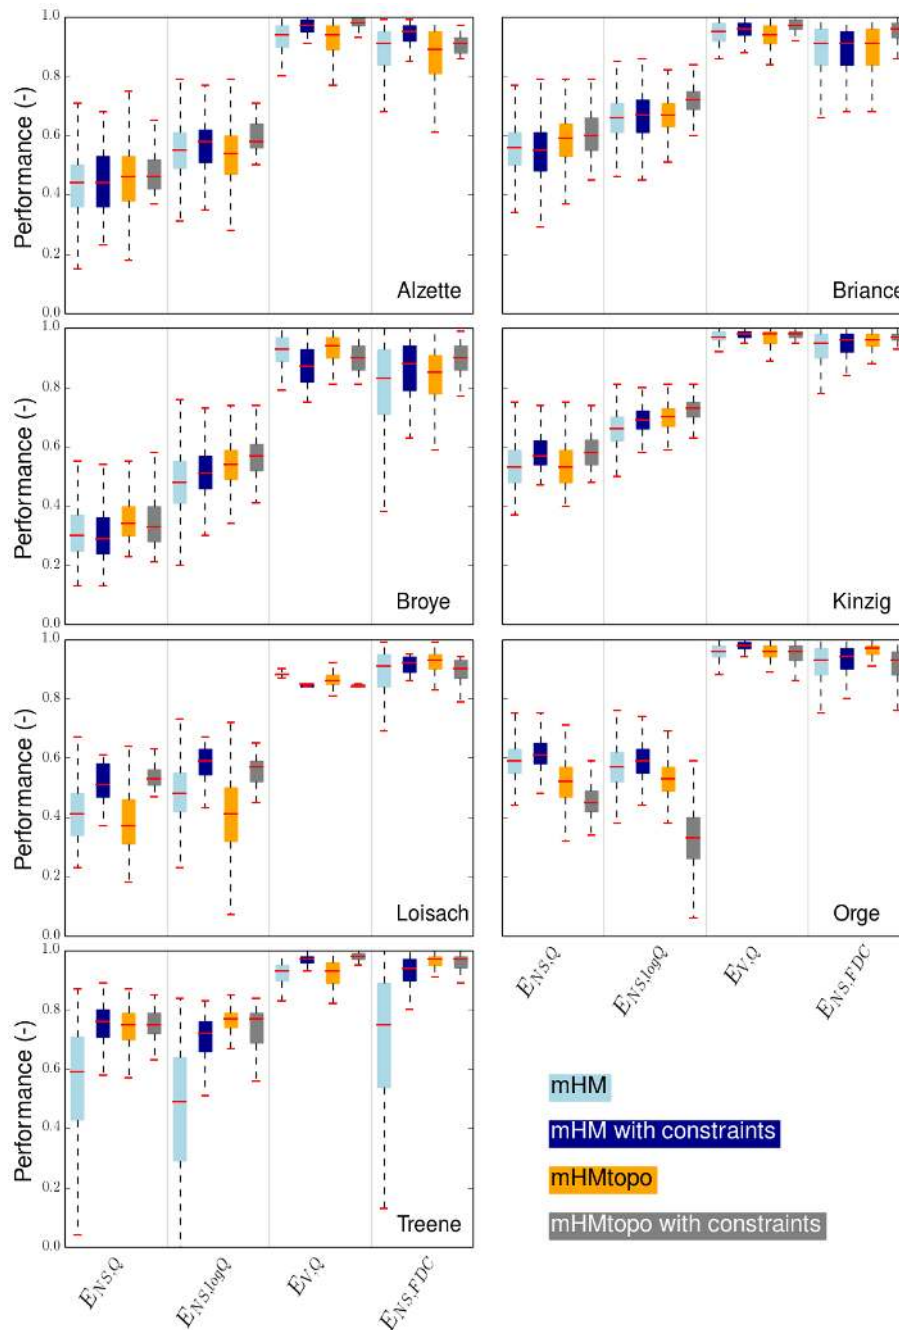 Performance (-)
1.0
0.8
0.6
0.4
0.2
0.0
Alzette
Briance
Performance (-)
1.0
0.8
0.6
0.4
0.2
0.0
Broye
Kinzig
Performance (-)
1.0
0.8
0.6
0.4
0.2
0.0
Loisach
Orge
E_{NS,Q}
E_{NS,logQ}
E_{V,Q}
E_{NS,FDC}
Performance (-)
1.0
0.8
0.6
0.4
0.2
0.0
Treene
E_{NS,Q}
E_{NS,logQ}
E_{V,Q}
E_{NS,FDC}
mHM
mHM with constraints
mHMtopo
mHMtopo with constraints